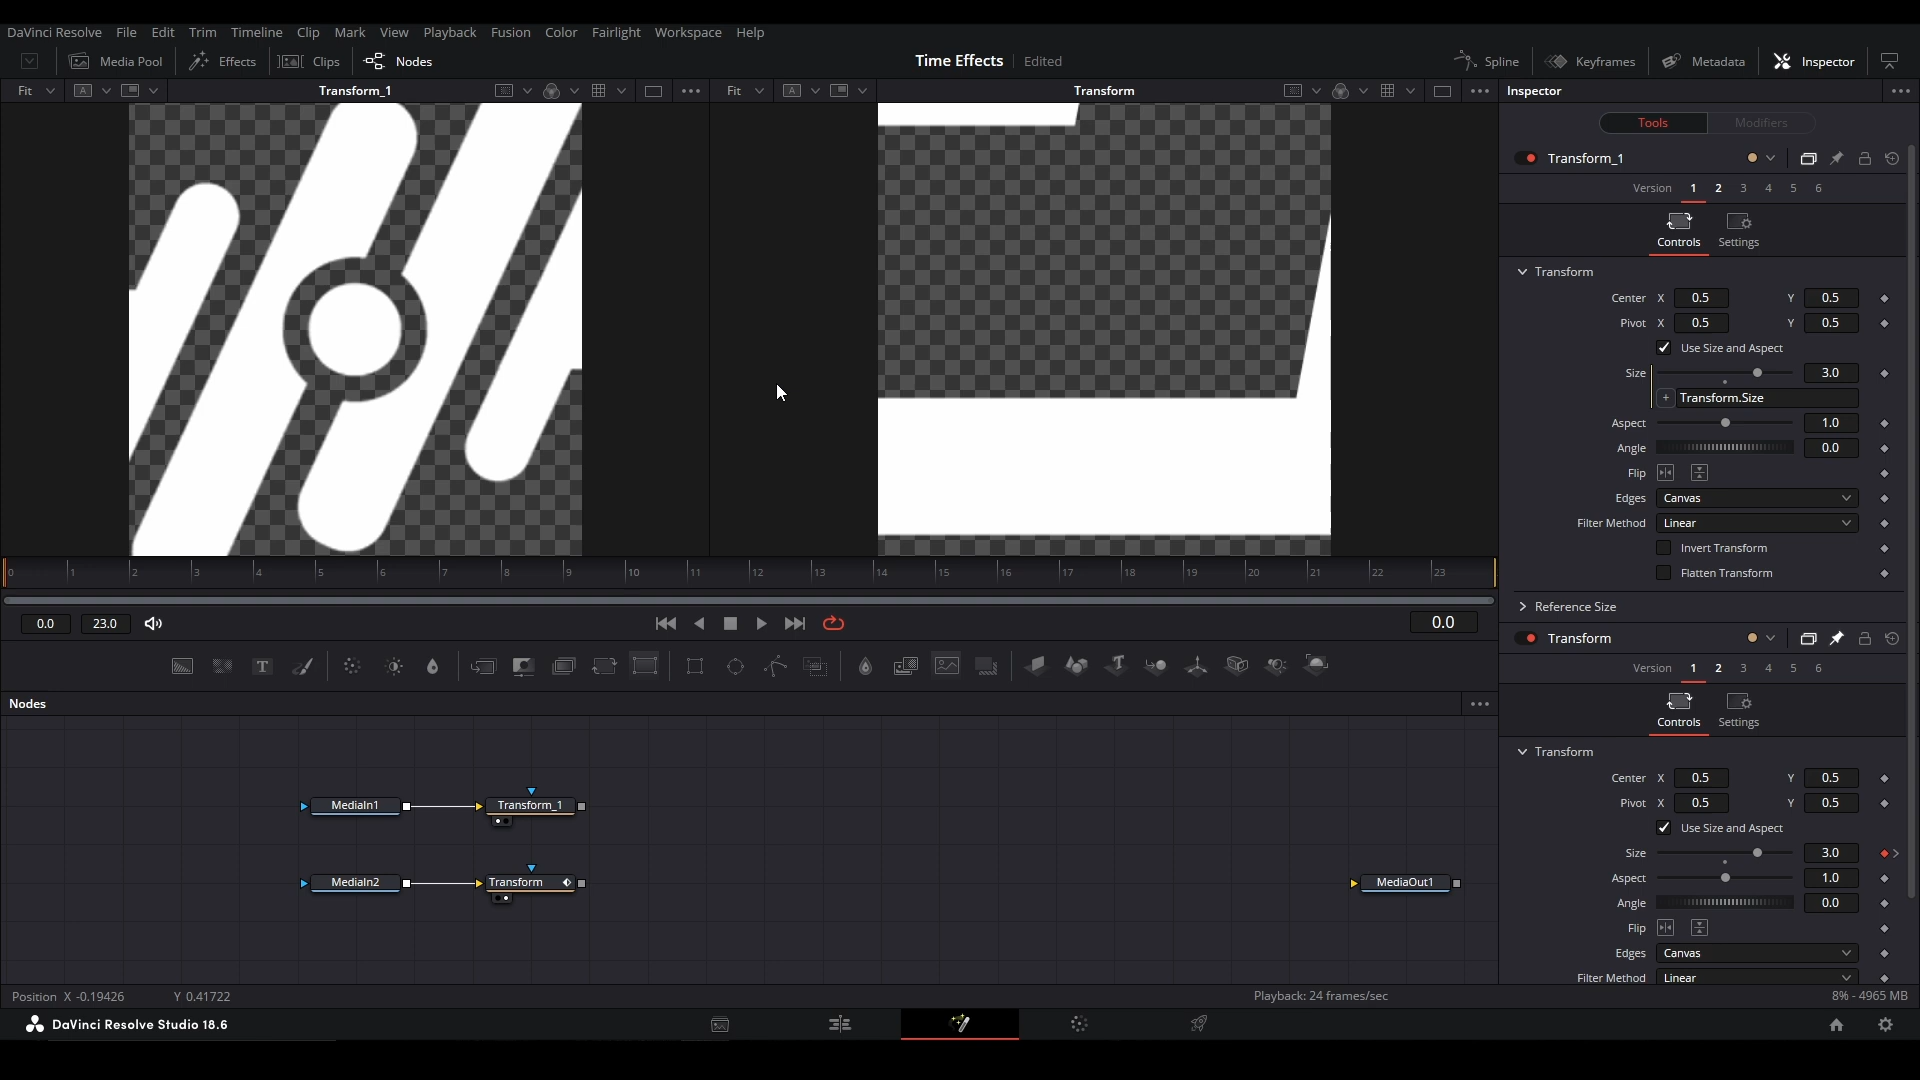 DaVinci Resolve File Edit Trim Timeline Clip Mark View Playback Fusion Color Fairlight Workspace Help
Media Pool Effects Clips Nodes Time Effects Edited Spline Keyframes Metadata Inspector
Fit A Transform_1 Fit A Transform Inspector
Tools Modifiers
Transform_1
Version 1 2 3 4 5 6
Controls Settings
Transform
Center X 0.5 Y 0.5
Pivot X 0.5 Y 0.5
Use Size and Aspect
Size 3.0
+ Transform.Size
Aspect 1.0
Angle 0.0
Flip
Edges Canvas
Filter Method Linear
Invert Transform
Flatten Transform
Reference Size
Transform
Version 1 2 3 4 5 6
Controls Settings
Transform
Center X 0.5 Y 0.5
Pivot X 0.5 Y 0.5
Use Size and Aspect
Size 3.0
Aspect 1.0
Angle 0.0
Flip
Edges Canvas
Filter Method Linear
0 1 2 3 4 5 6 7 8 9 10 11 12 13 14 15 16 17 18 19 20 21 22 23
0.0 23.0 0.0
T T
Nodes
MediaIn1 Transform_1
MediaIn2 Transform MediaOut1
Position X -0.19426 Y 0.41722 Playback: 24 frames/sec 8% - 4965 MB
DaVinci Resolve Studio 18.6